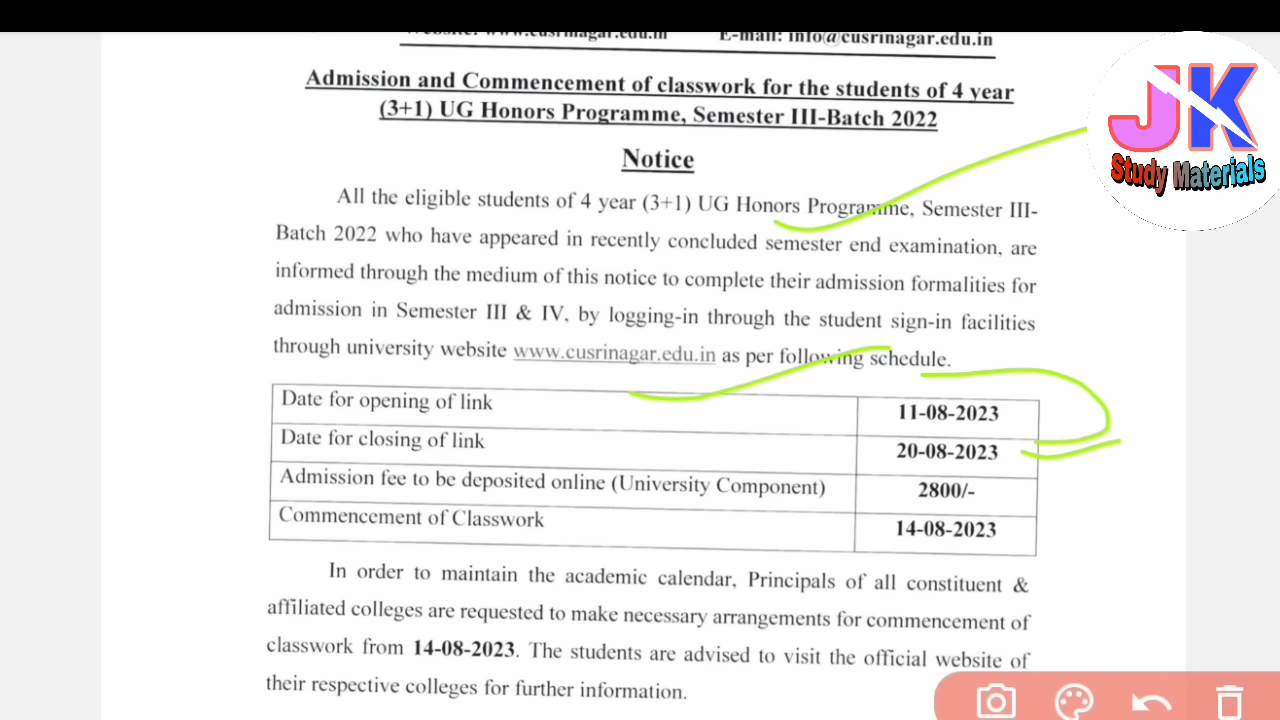 Website: www.cusrinagar.edu.in E-mail: info@cusrinagar.edu.in
Admission and Commencement of classwork for the students of 4 year
(3+1) UG Honors Programme, Semester III-Batch 2022
JK
Study Materials
Notice
All the eligible students of 4 year (3+1) UG Honors Programme, Semester III-
Batch 2022 who have appeared in recently concluded semester end examination, are
informed through the medium of this notice to complete their admission formalities for
admission in Semester III & IV, by logging-in through the student sign-in facilities
through university website www.cusrinagar.edu.in as per following schedule.
Date for opening of link 11-08-2023
Date for closing of link 20-08-2023
Admission fee to be deposited online (University Component) 2800/-
Commencement of Classwork 14-08-2023
In order to maintain the academic calendar, Principals of all constituent &
affiliated colleges are requested to make necessary arrangements for commencement of
classwork from 14-08-2023. The students are advised to visit the official website of
their respective colleges for further information.